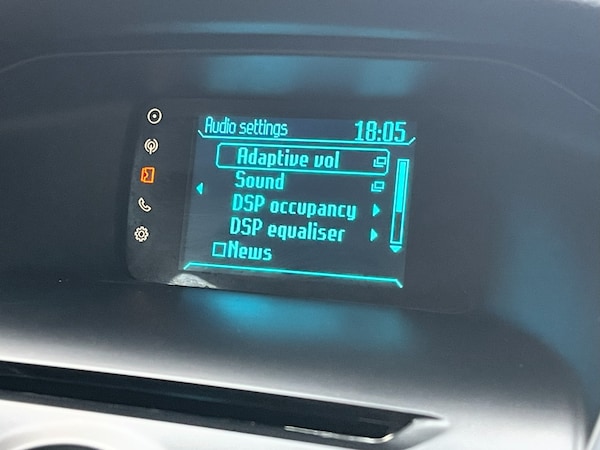 Audio settings 18:05
Adaptive vol
Sound
DSP occupancy
DSP equaliser
News